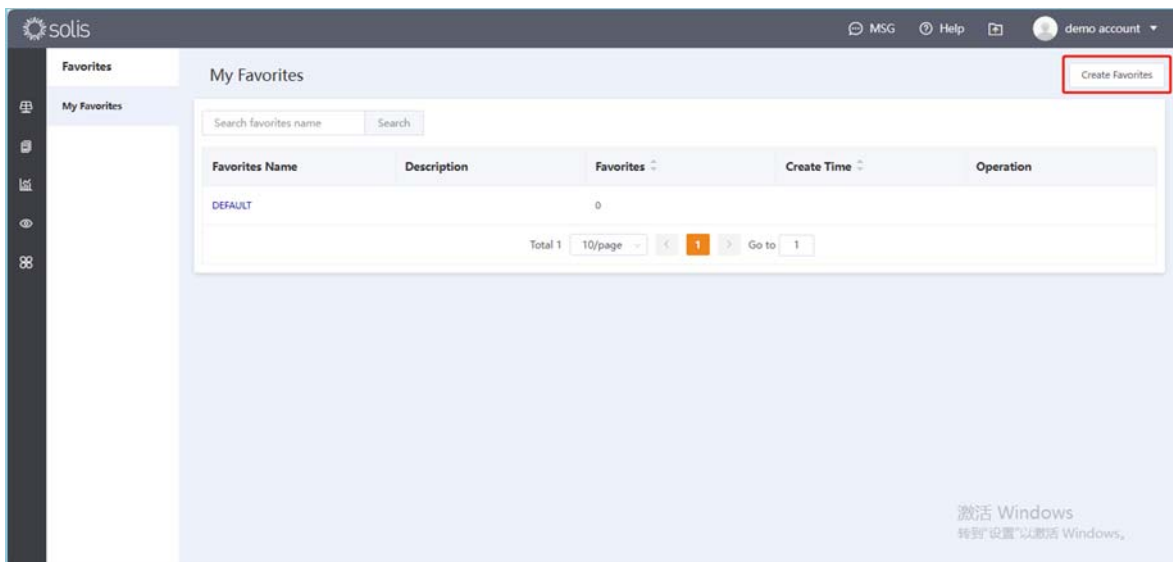 solis
MSG Help demo account
Favorites
My Favorites
My Favorites
Create Favorites
Search favorites name Search
Favorites Name Description Favorites Create Time Operation
DEFAULT 0
Total 1 10/page 1 Go to 1
激活 Windows
转到"设置"以激活 Windows。